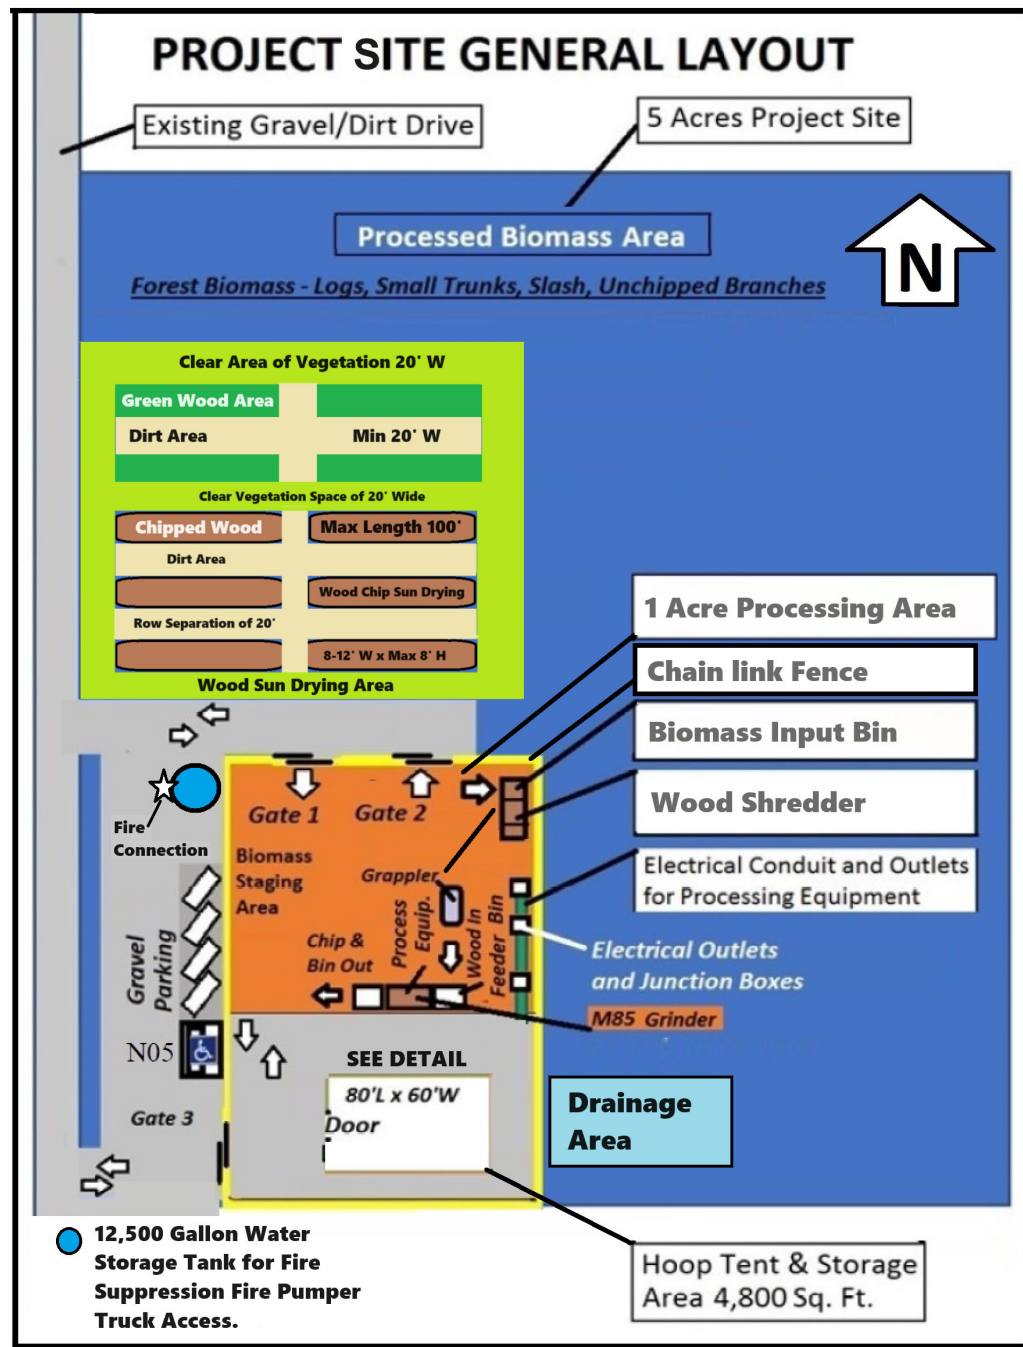 PROJECT SITE GENERAL LAYOUT
Existing Gravel/Dirt Drive
5 Acres Project Site
Processed Biomass Area
Forest Biomass - Logs, Small Trunks, Slash, Unchipped Branches
N
Clear Area of Vegetation 20' W
Green Wood Area
Dirt Area
Min 20' W
Clear Vegetation Space of 20' Wide
Chipped Wood
Max Length 100'
Dirt Area
Wood Chip Sun Drying
Row Separation of 20'
8-12' W x Max 8' H
Wood Sun Drying Area
1 Acre Processing Area
Chain link Fence
Biomass Input Bin
Wood Shredder
Electrical Conduit and Outlets
for Processing Equipment
Electrical Outlets
and Junction Boxes
M85 Grinder
Fire
Connection
Gate 1
Gate 2
Biomass
Staging
Area
Grappler
Process
Equip.
Wood In
Feeder Bin
Chip &
Bin Out
Gravel
Parking
N05
Gate 3
SEE DETAIL
80'L x 60'W
Door
Drainage
Area
12,500 Gallon Water
Storage Tank for Fire
Suppression Fire Pumper
Truck Access.
Hoop Tent & Storage
Area 4,800 Sq. Ft.